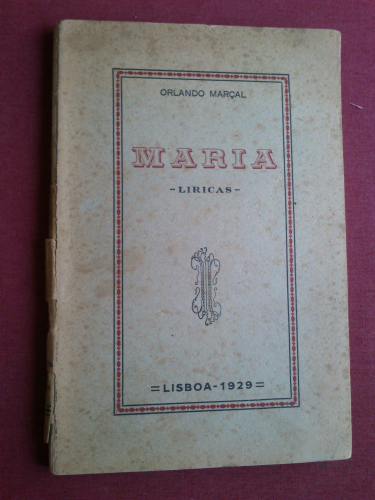 ORLANDO MARÇAL
MARIA
-LIRICAS-
=LISBOA-1929=